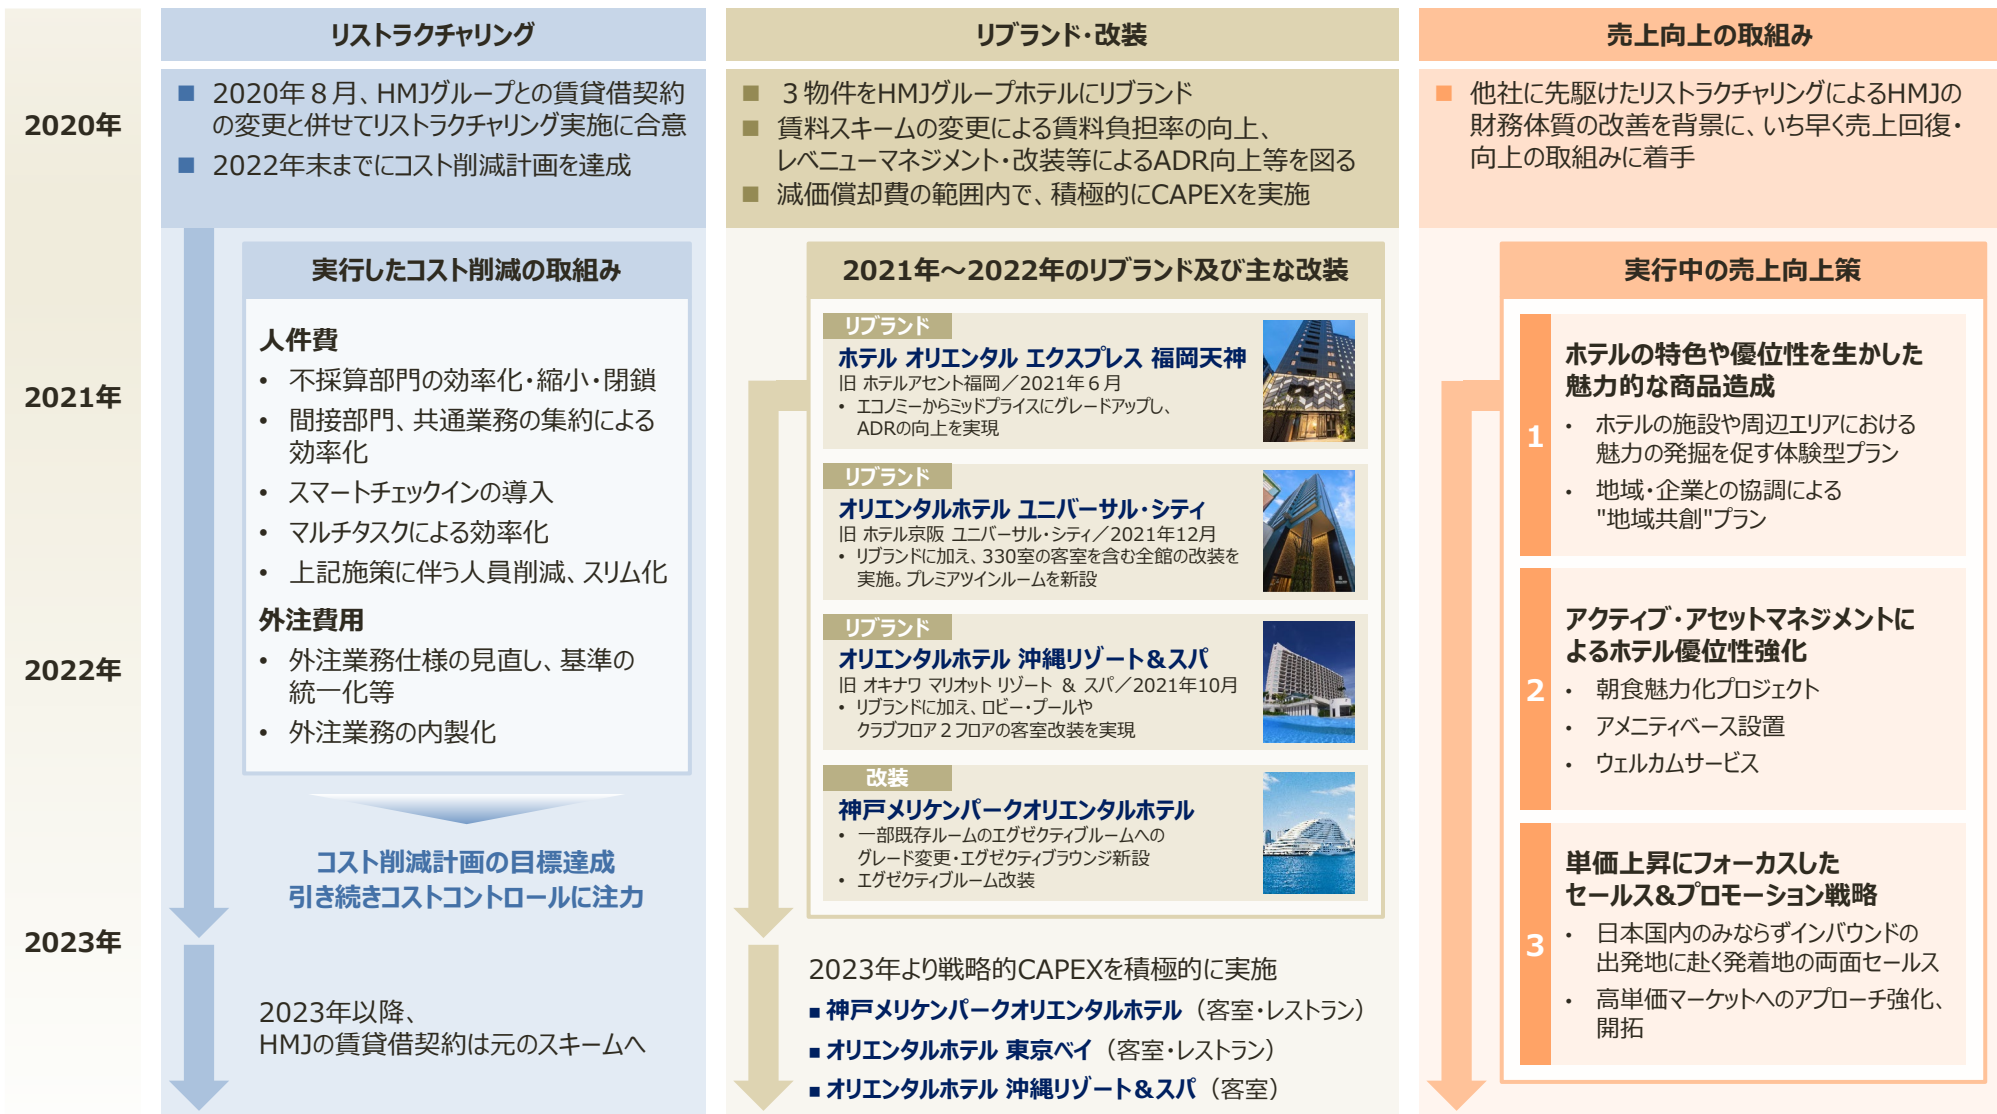 リストラクチャリング
リブランド・改装
売上向上の取組み
2020年
2021年
2022年
2023年
■ 2020年８月、HMJグループとの賃貸借契約
の変更と併せてリストラクチャリング実施に合意
■ 2022年末までにコスト削減計画を達成
実行したコスト削減の取組み
人件費
• 不採算部門の効率化・縮小・閉鎖
• 間接部門、共通業務の集約による
効率化
• スマートチェックインの導入
• マルチタスクによる効率化
• 上記施策に伴う人員削減、スリム化
外注費用
• 外注業務仕様の見直し、基準の
統一化等
• 外注業務の内製化
コスト削減計画の目標達成
引き続きコストコントロールに注力
2023年以降、
HMJの賃貸借契約は元のスキームへ
■ ３物件をHMJグループホテルにリブランド
■ 賃料スキームの変更による賃料負担率の向上、
レベニューマネジメント・改装等によるADR向上等を図る
■ 減価償却費の範囲内で、積極的にCAPEXを実施
2021年～2022年のリブランド及び主な改装
リブランド
ホテル オリエンタル エクスプレス 福岡天神
旧 ホテルアセント福岡／2021年６月
• エコノミーからミッドプライスにグレードアップし、
ADRの向上を実現
リブランド
オリエンタルホテル ユニバーサル・シティ
旧 ホテル京阪 ユニバーサル・シティ／2021年12月
• リブランドに加え、330室の客室を含む全館の改装を
実施。プレミアツインルームを新設
リブランド
オリエンタルホテル 沖縄リゾート＆スパ
旧 オキナワ マリオット リゾート ＆ スパ／2021年10月
• リブランドに加え、ロビー・プールや
クラブフロア２フロアの客室改装を実現
改装
神戸メリケンパークオリエンタルホテル
• 一部既存ルームのエグゼクティブルームへの
グレード変更・エグゼクティブラウンジ新設
• エグゼクティブルーム改装
2023年より戦略的CAPEXを積極的に実施
■ 神戸メリケンパークオリエンタルホテル（客室・レストラン）
■ オリエンタルホテル 東京ベイ（客室・レストラン）
■ オリエンタルホテル 沖縄リゾート＆スパ（客室）
■ 他社に先駆けたリストラクチャリングによるHMJの
財務体質の改善を背景に、いち早く売上回復・
向上の取組みに着手
実行中の売上向上策
1
ホテルの特色や優位性を生かした
魅力的な商品造成
• ホテルの施設や周辺エリアにおける
魅力の発掘を促す体験型プラン
• 地域・企業との協調による
"地域共創"プラン
2
アクティブ・アセットマネジメントに
よるホテル優位性強化
• 朝食魅力化プロジェクト
• アメニティベース設置
• ウェルカムサービス
3
単価上昇にフォーカスした
セールス&プロモーション戦略
• 日本国内のみならずインバウンドの
出発地に赴く発着地の両面セールス
• 高単価マーケットへのアプローチ強化、
開拓